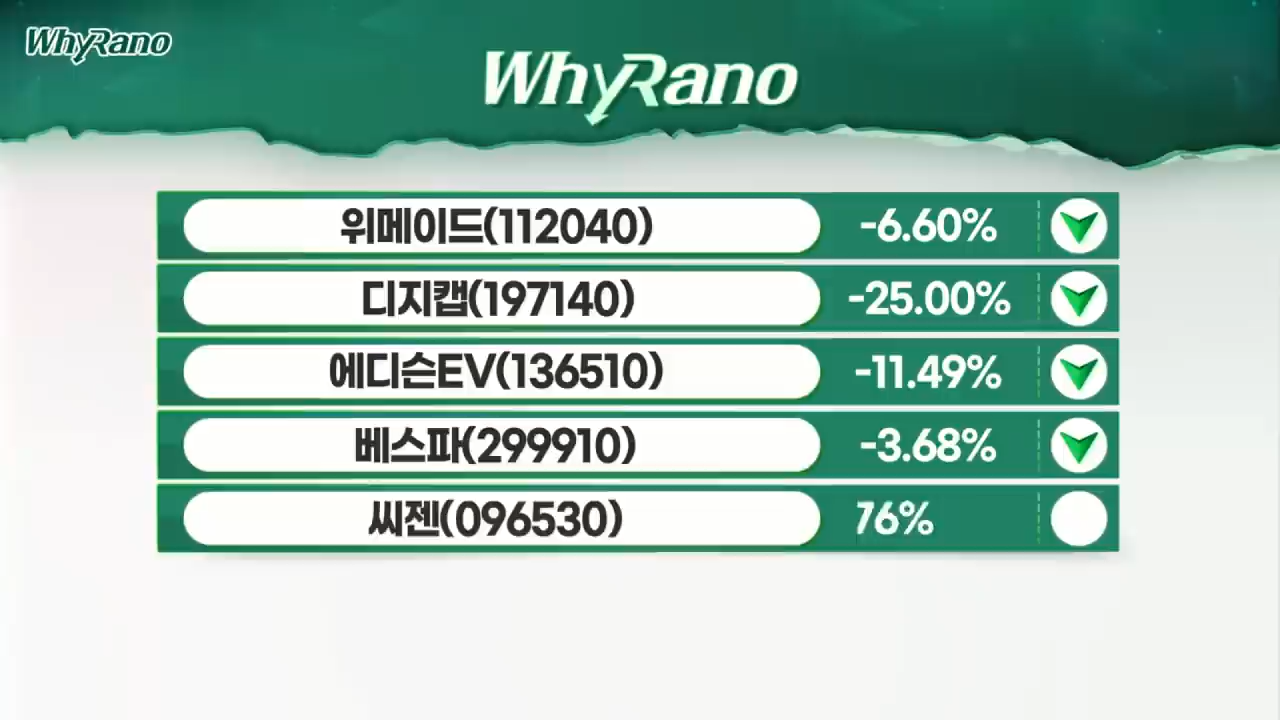 WhyRano
WhyRano
위메이드(112040) -6.60%
디지캡(197140) -25.00%
에디슨EV(136510) -11.49%
베스파(299910) -3.68%
씨젠(096530) 76%